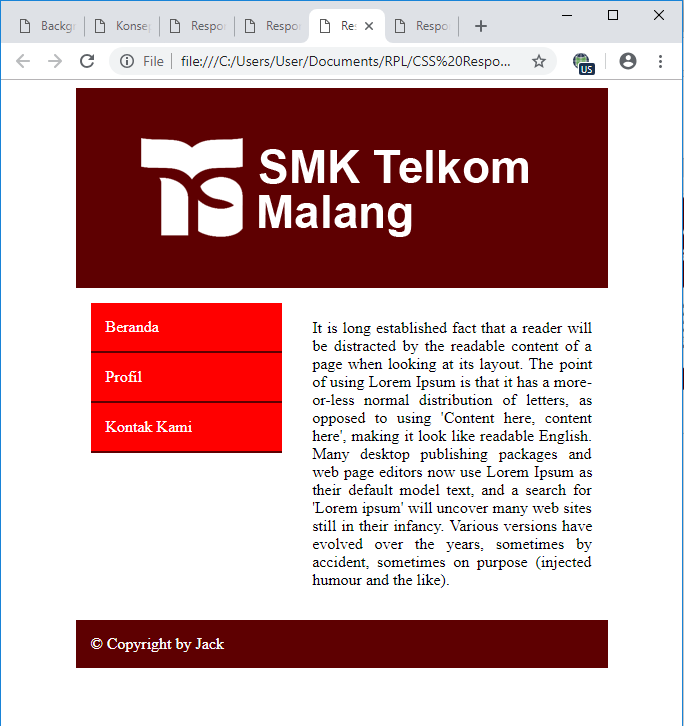 Backgr
Konsep
Respor
Respor
Res
Respor
File
file:///C:/Users/User/Documents/RPL/CSS%20Respo...
US
SMK Telkom
Malang
Beranda
Profil
Kontak Kami
It is long established fact that a reader will
be distracted by the readable content of a
page when looking at its layout. The point
of using Lorem Ipsum is that it has a more-
or-less normal distribution of letters, as
opposed to using 'Content here, content
here', making it look like readable English.
Many desktop publishing packages and
web page editors now use Lorem Ipsum as
their default model text, and a search for
'Lorem ipsum' will uncover many web sites
still in their infancy. Various versions have
evolved over the years, sometimes by
accident, sometimes on purpose (injected
humour and the like).
© Copyright by Jack